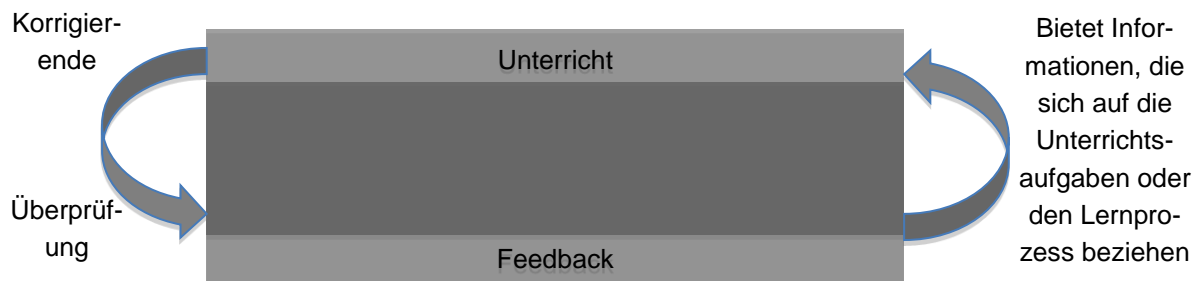 Korrigier-
ende
Überprüf-
ung
Unterricht
Feedback
Bietet Infor-
mationen, die
sich auf die
Unterrichts-
aufgaben oder
den Lernpro-
zess beziehen